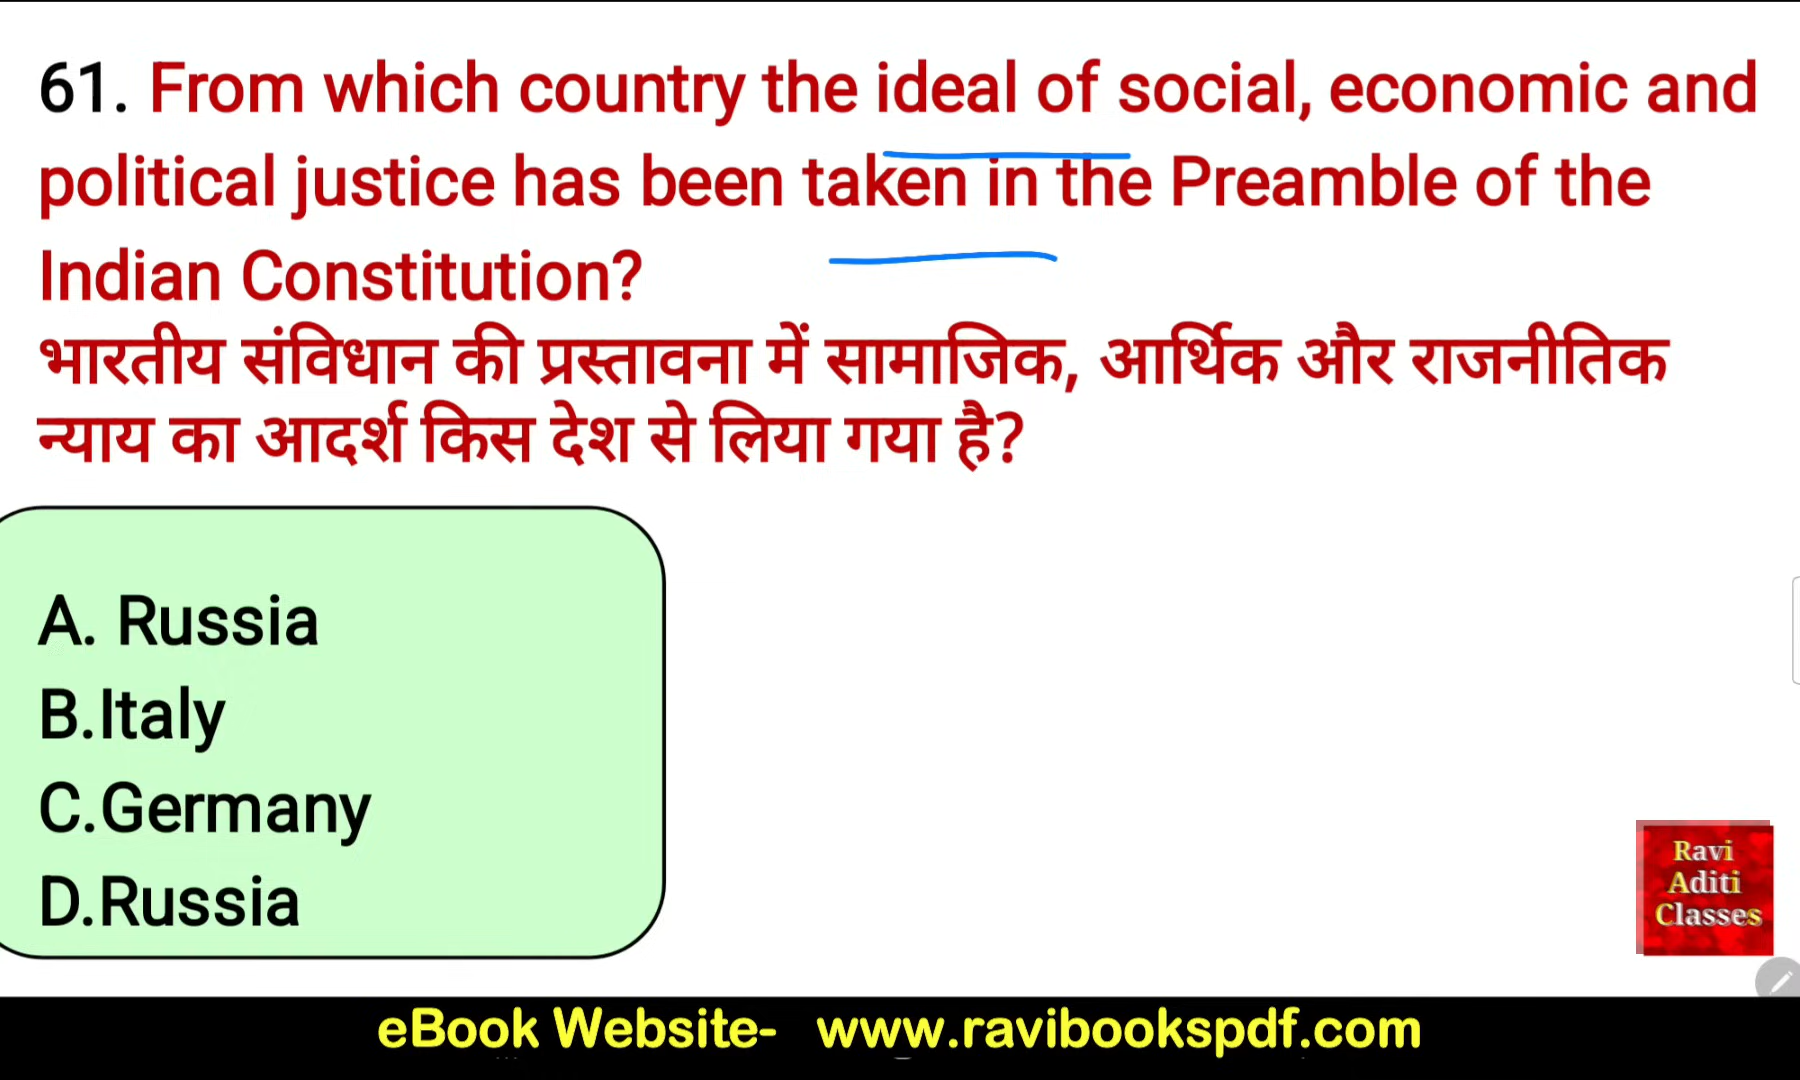 61. From which country the ideal of social, economic and
political justice has been taken in the Preamble of the
Indian Constitution?
भारतीय संविधान की प्रस्तावना में सामाजिक, आर्थिक और राजनीतिक
न्याय का आदर्श किस देश से लिया गया है?
A. Russia
B.Italy
C.Germany
D.Russia
Ravi
Aditi
Classes
eBook Website- www.ravibookspdf.com